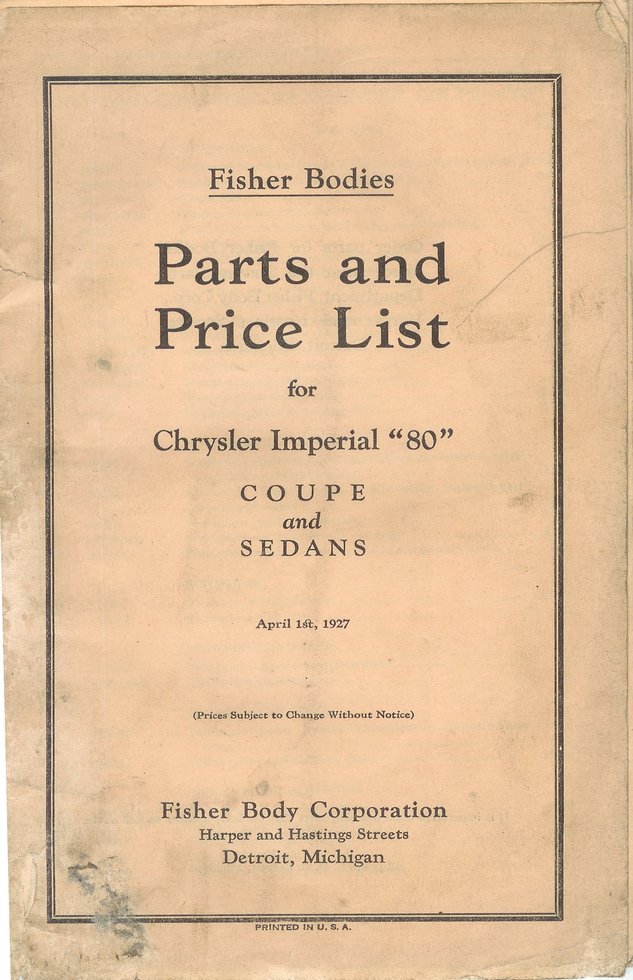 Fisher Bodies
Parts and
Price List
for
Chrysler Imperial “80”
COUPE
and
SEDANS
April 1st, 1927
(Prices Subject to Change Without Notice)
Fisher Body Corporation
Harper and Hastings Streets
Detroit, Michigan
PRINTED IN U. S. A.